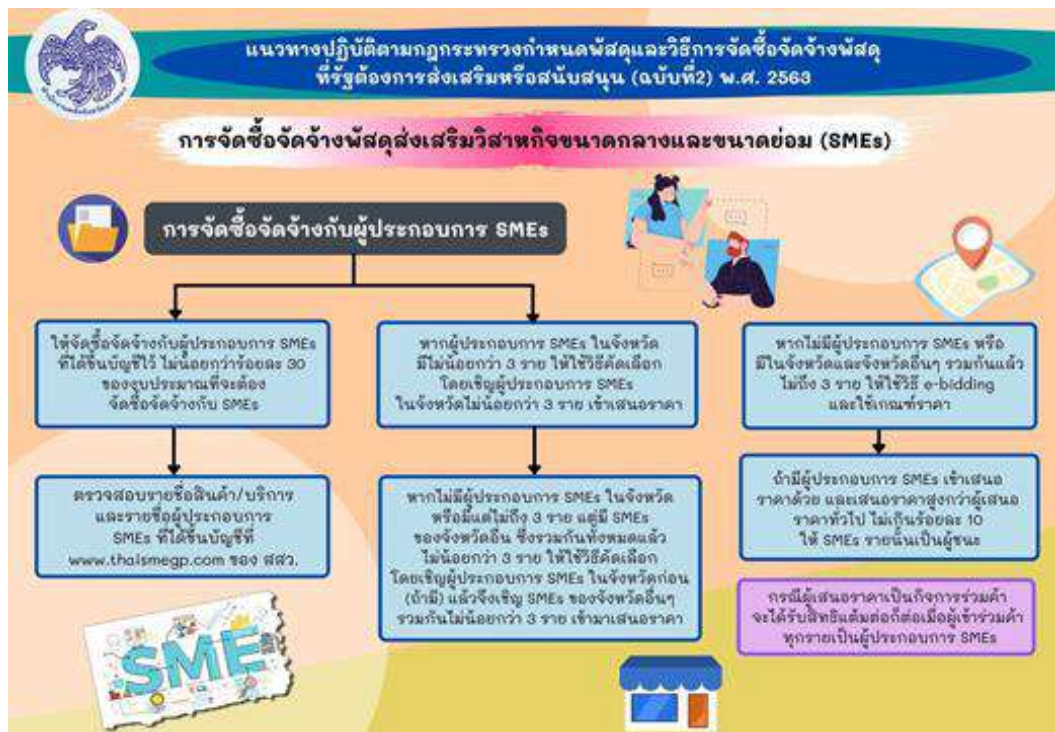 แนวทางปฏิบัติตามกฎกระทรวงกำหนดพัสดุและวิธีการจัดซื้อจัดจ้างพัสดุ
ที่รัฐต้องการส่งเสริมหรือสนับสนุน (ฉบับที่2) พ.ศ. 2563
การจัดซื้อจัดจ้างพัสดุส่งเสริมวิสาหกิจขนาดกลางและขนาดย่อม (SMEs)
การจัดซื้อจัดจ้างกับผู้ประกอบการ SMEs
ให้จัดซื้อจัดจ้างกับผู้ประกอบการ SMEs
ที่ได้ขึ้นบัญชีไว้ ไม่น้อยกว่าร้อยละ 30
ของงบประมาณที่จะต้อง
จัดซื้อจัดจ้างกับ SMEs
ตรวจสอบรายชื่อสินค้า/บริการ
และรายชื่อผู้ประกอบการ
SMEs ที่ได้ขึ้นบัญชีที่
www.thaismegp.com ของ สสว.
หากผู้ประกอบการ SMEs ในจังหวัด
มีไม่น้อยกว่า 3 ราย ให้ใช้วิธีคัดเลือก
โดยเชิญผู้ประกอบการ SMEs
ในจังหวัดไม่น้อยกว่า 3 ราย เข้าเสนอราคา
หากไม่มีผู้ประกอบการ SMEs ในจังหวัด
หรือมีแต่ไม่ถึง 3 ราย แต่มี SMEs
ของจังหวัดอื่น ซึ่งรวมกันทั้งหมดแล้ว
ไม่น้อยกว่า 3 ราย ให้ใช้วิธีคัดเลือก
โดยเชิญผู้ประกอบการ SMEs ในจังหวัดก่อน
(ถ้ามี) แล้วจึงเชิญ SMEs ของจังหวัดอื่นๆ
รวมกันไม่น้อยกว่า 3 ราย เข้ามาเสนอราคา
หากไม่มีผู้ประกอบการ SMEs หรือ
มีในจังหวัดและจังหวัดอื่นๆ รวมกันแล้ว
ไม่ถึง 3 ราย ให้ใช้วิธี e-bidding
และใช้เกณฑ์ราคา
ถ้ามีผู้ประกอบการ SMEs เข้าเสนอ
ราคาด้วย และเสนอราคาสูงกว่าผู้เสนอ
ราคาทั่วไป ไม่เกินร้อยละ 10
ให้ SMEs รายนั้นเป็นผู้ชนะ
กรณีผู้เสนอราคาเป็นกิจการร่วมค้า
จะได้รับสิทธิแต้มต่อก็ต่อเมื่อผู้เข้าร่วมค้า
ทุกรายเป็นผู้ประกอบการ SMEs
SME